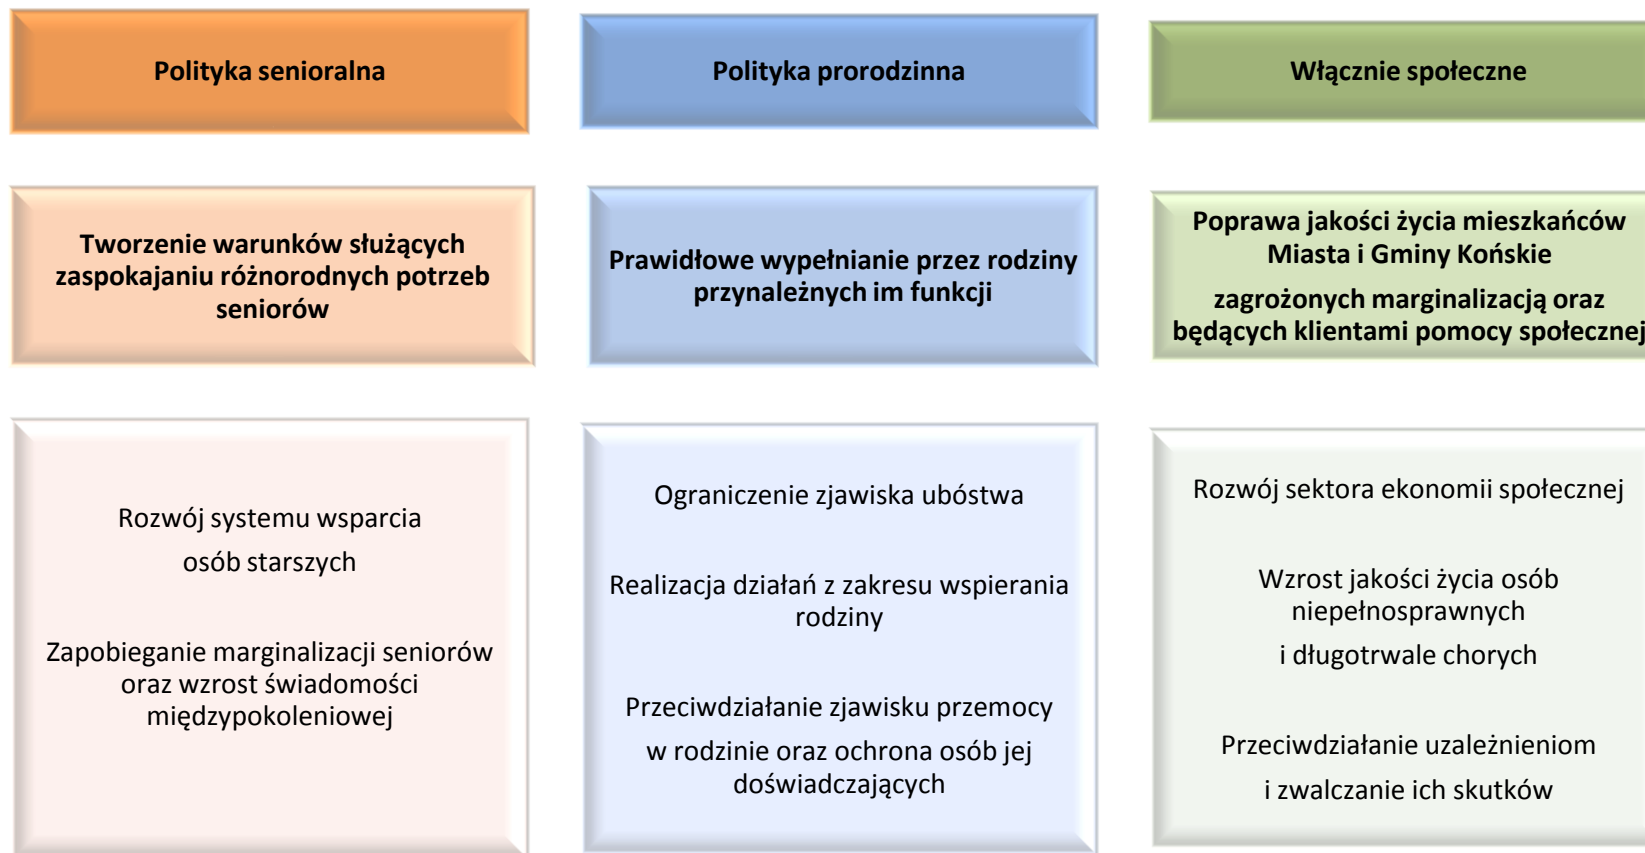 Polityka senioralna
Polityka prorodzinna
Włącznie społeczne
Tworzenie warunków służących
zaspokajaniu różnorodnych potrzeb
seniorów
Prawidłowe wypełnianie przez rodziny
przynależnych im funkcji
Poprawa jakości życia mieszkańców
Miasta i Gminy Końskie
zagrożonych marginalizacją oraz
będących klientami pomocy społecznej
Rozwój systemu wsparcia
osób starszych
Zapobieganie marginalizacji seniorów
oraz wzrost świadomości
międzypokoleniowej
Ograniczenie zjawiska ubóstwa
Realizacja działań z zakresu wspierania
rodziny
Przeciwdziałanie zjawisku przemocy
w rodzinie oraz ochrona osób jej
doświadczających
Rozwój sektora ekonomii społecznej
Wzrost jakości życia osób
niepełnosprawnych
i długotrwale chorych
Przeciwdziałanie uzależnieniom
i zwalczanie ich skutków